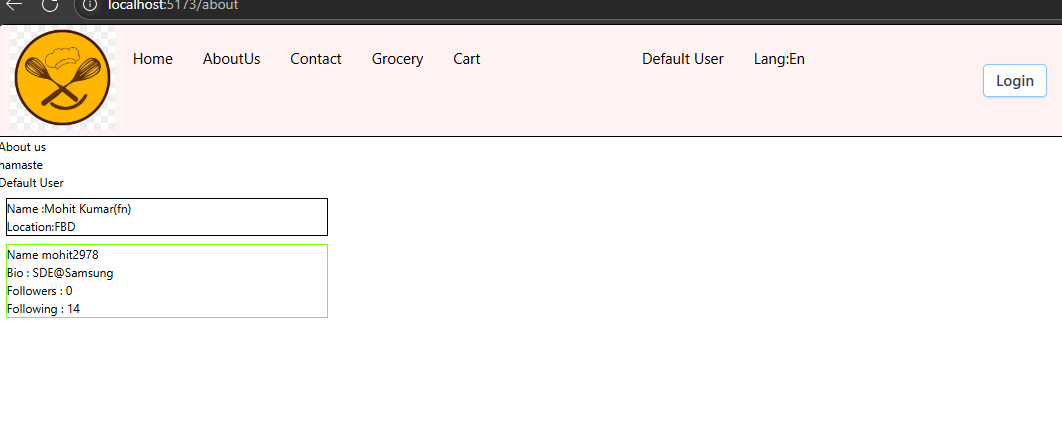 localhost:5173/about
Home AboutUs Contact Grocery Cart Default User Lang:En Login
About us
namaste
Default User
Name :Mohit Kumar(fn)
Location:FBD
Name mohit2978
Bio : SDE@Samsung
Followers : 0
Following : 14